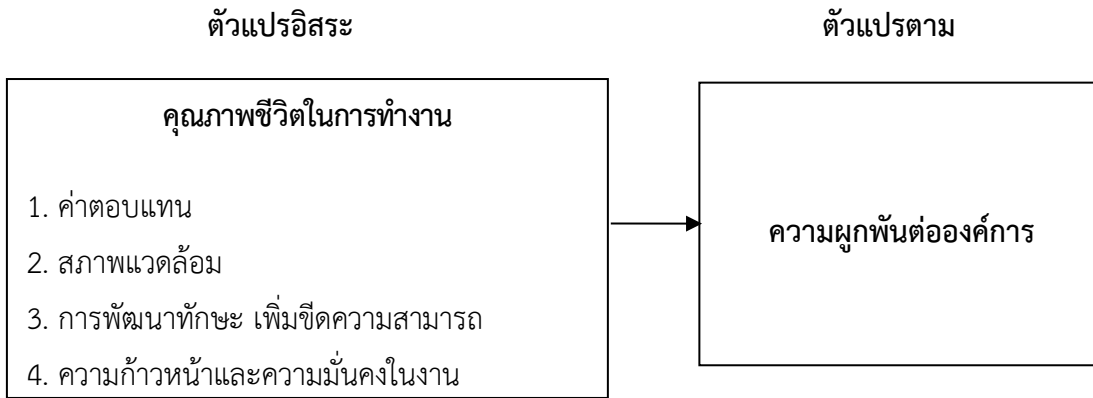 ตัวแปรอิสระ
ตัวแปรตาม
คุณภาพชีวิตในการทำงาน
1. ค่าตอบแทน
2. สภาพแวดล้อม
3. การพัฒนาทักษะ เพิ่มขีดความสามารถ
4. ความก้าวหน้าและความมั่นคงในงาน
ความผูกพันต่อองค์การ